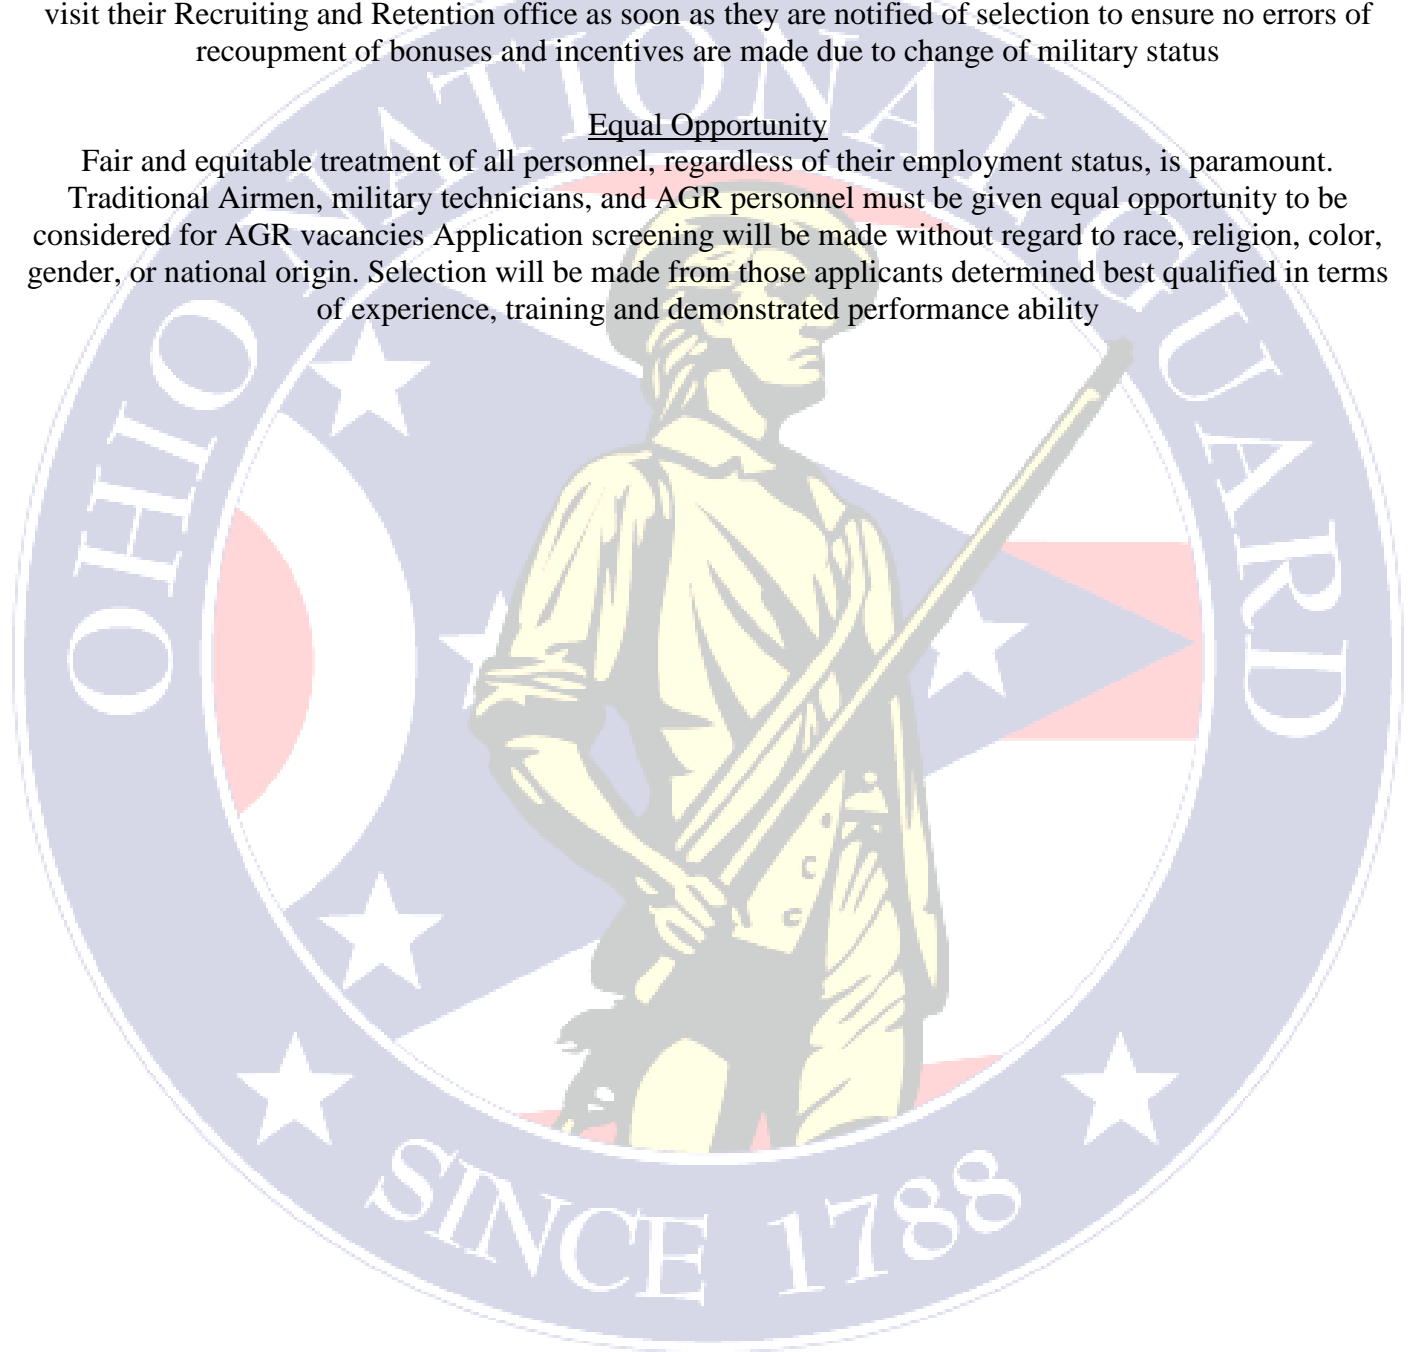 visit their Recruiting and Retention office as soon as they are notified of selection to ensure no errors of
recoupment of bonuses and incentives are made due to change of military status
Equal Opportunity
Fair and equitable treatment of all personnel, regardless of their employment status, is paramount.
Traditional Airmen, military technicians, and AGR personnel must be given equal opportunity to be
considered for AGR vacancies Application screening will be made without regard to race, religion, color,
gender, or national origin. Selection will be made from those applicants determined best qualified in terms
of experience, training and demonstrated performance ability
OHIO NATIONAL GUARD
SINCE 1788